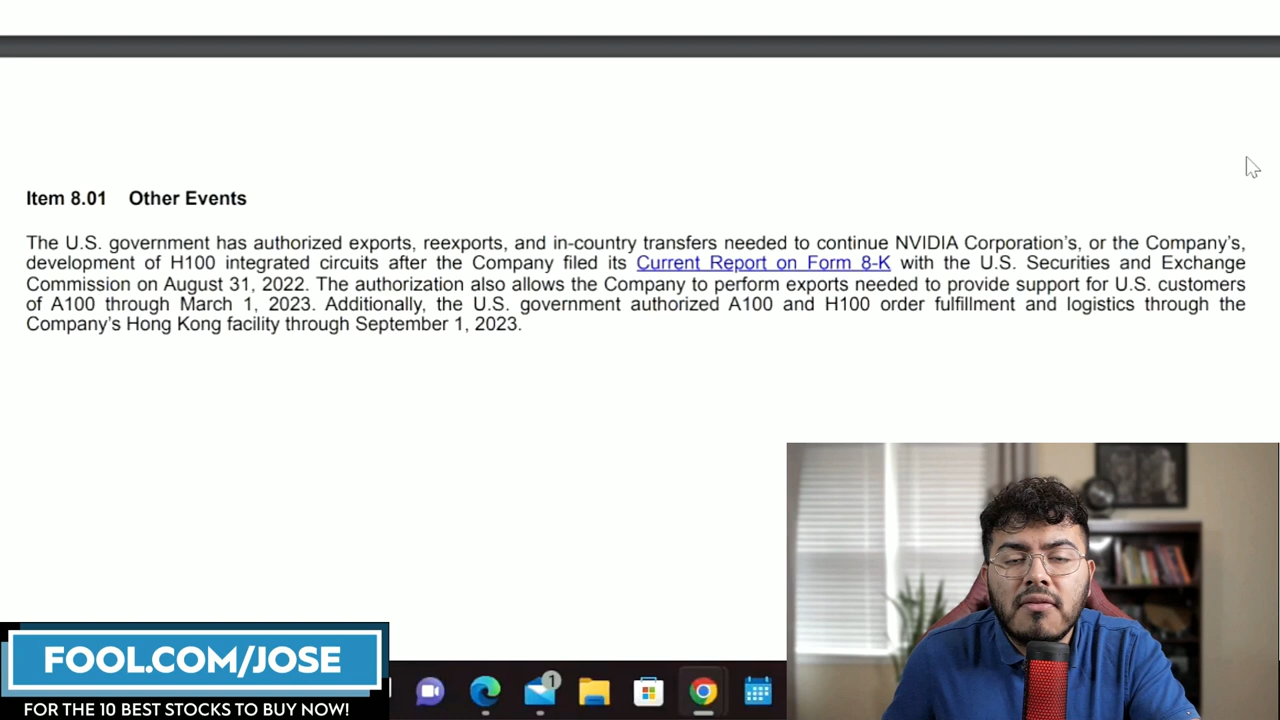 Item 8.01 Other Events
The U.S. government has authorized exports, reexports, and in-country transfers needed to continue NVIDIA Corporation's, or the Company's,
development of H100 integrated circuits after the Company filed its Current Report on Form 8-K with the U.S. Securities and Exchange
Commission on August 31, 2022. The authorization also allows the Company to perform exports needed to provide support for U.S. customers
of A100 through March 1, 2023. Additionally, the U.S. government authorized A100 and H100 order fulfillment and logistics through the
Company's Hong Kong facility through September 1, 2023.
FOOL.COM/JOSE
FOR THE 10 BEST STOCKS TO BUY NOW!
1